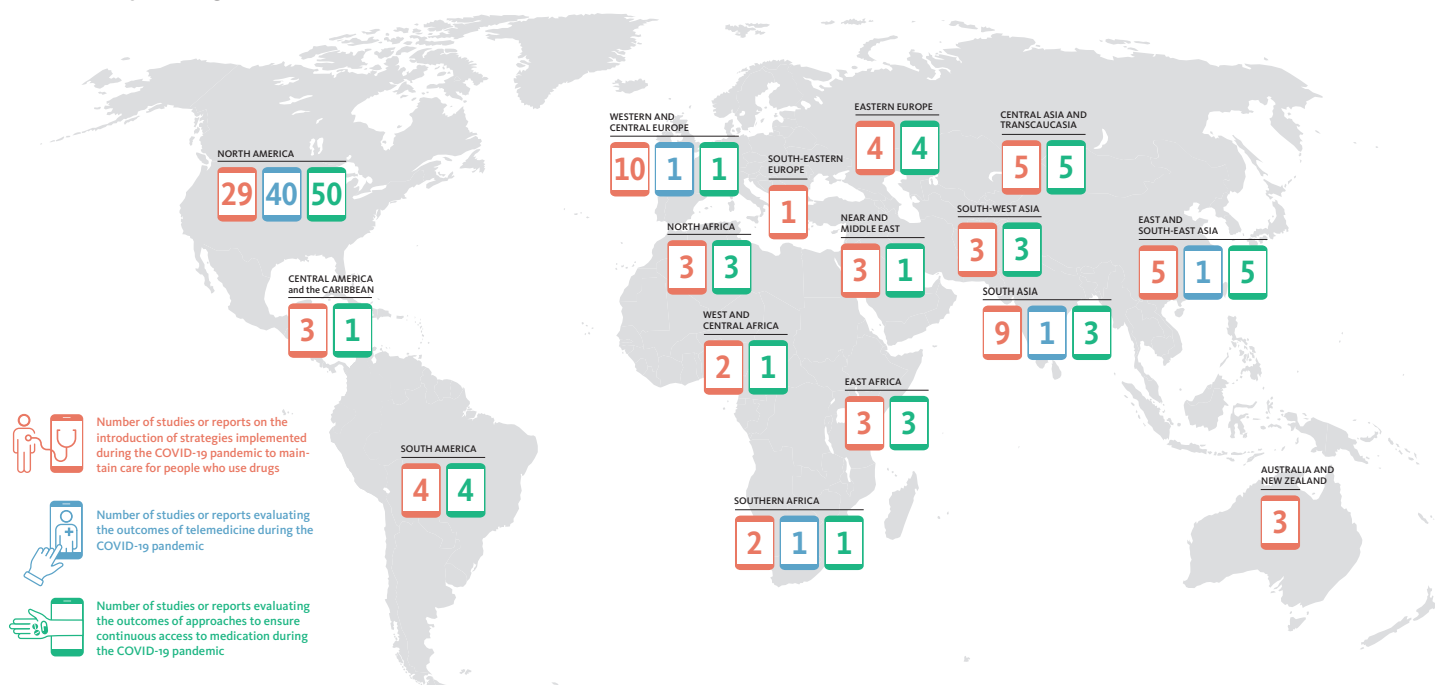 NORTH AMERICA
29 40 50
CENTRAL AMERICA
and the CARIBBEAN
3 1
SOUTH AMERICA
4 4
WESTERN AND
CENTRAL EUROPE
10 1 1
SOUTH-EASTERN
EUROPE
1
EASTERN EUROPE
4 4
CENTRAL ASIA AND
TRANSCAUCASIA
5 5
NORTH AFRICA
3 3
NEAR AND
MIDDLE EAST
3 1
SOUTH-WEST ASIA
3 3
EAST AND
SOUTH-EAST ASIA
5 1 5
SOUTH ASIA
9 1 3
WEST AND
CENTRAL AFRICA
2 1
EAST AFRICA
3 3
SOUTHERN AFRICA
2 1 1
AUSTRALIA AND
NEW ZEALAND
3
Number of studies or reports on the
introduction of strategies implemented
during the COVID-19 pandemic to main-
tain care for people who use drugs
Number of studies or reports evaluating
the outcomes of telemedicine during the
COVID-19 pandemic
Number of studies or reports evaluating
the outcomes of approaches to ensure
continuous access to medication during
the COVID-19 pandemic